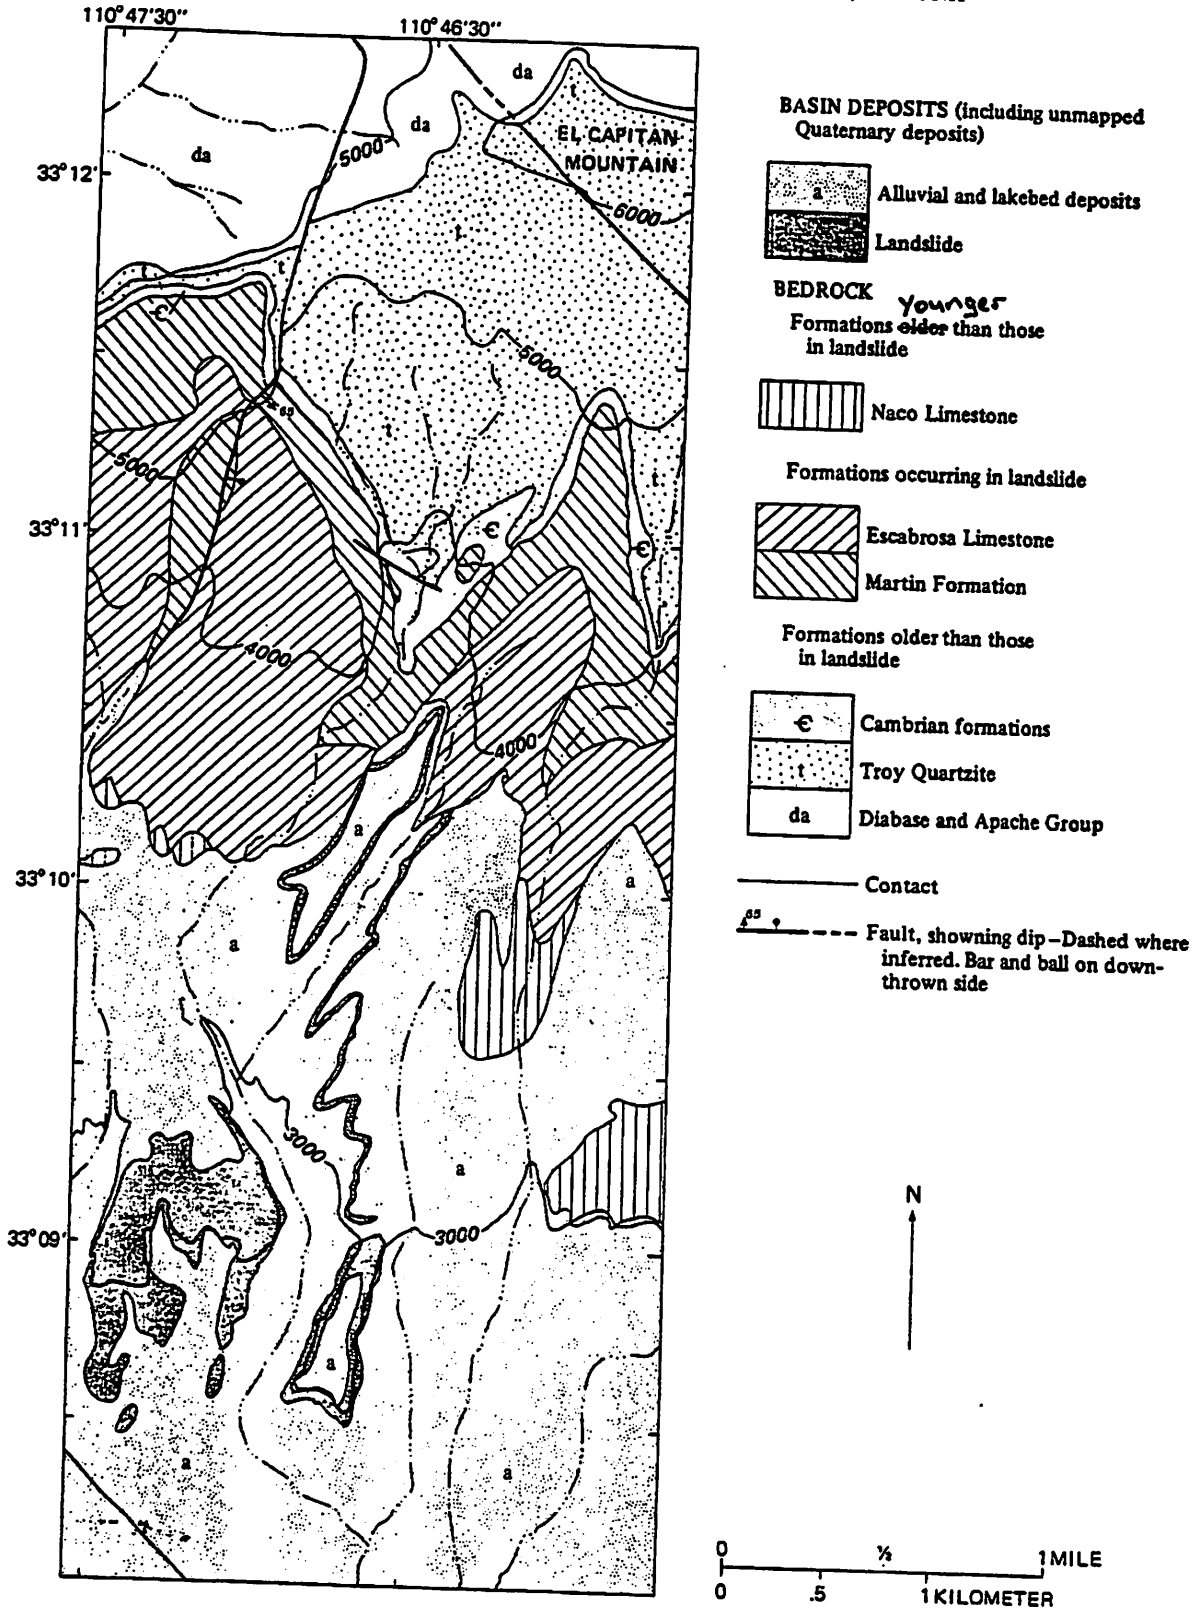 110°47'30"
110°46'30"
da
t
5000
da
EL CAPITAN
MOUNTAIN
da
33°12'
6000
t
t
t
Є
5000
65
t
5000
t
33°11'
Є
Є
4000
4000
a
33°10'
a
a
3000
a
33°09'
3000
a
a
a
BASIN DEPOSITS (including unmapped
Quaternary deposits)
a Alluvial and lakebed deposits
Landslide
BEDROCK
younger
Formations older than those
in landslide
Naco Limestone
Formations occurring in landslide
Escabrosa Limestone
Martin Formation
Formations older than those
in landslide
Є Cambrian formations
t Troy Quartzite
da Diabase and Apache Group
Contact
65
Fault, showning dip–Dashed where
inferred. Bar and ball on down-
thrown side
N
0 ½ 1 MILE
0 .5 1 KILOMETER